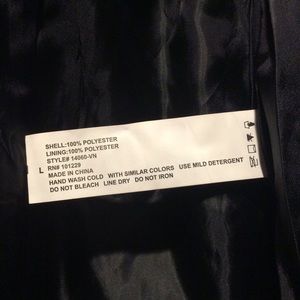 SHELL:100% POLYESTER
LINING:100% POLYESTER
STYLE# 14060-VN
L RN# 101229
MADE IN CHINA
HAND WASH COLD WITH SIMILAR COLORS USE MILD DETERGENT
DO NOT BLEACH LINE DRY DO NOT IRON